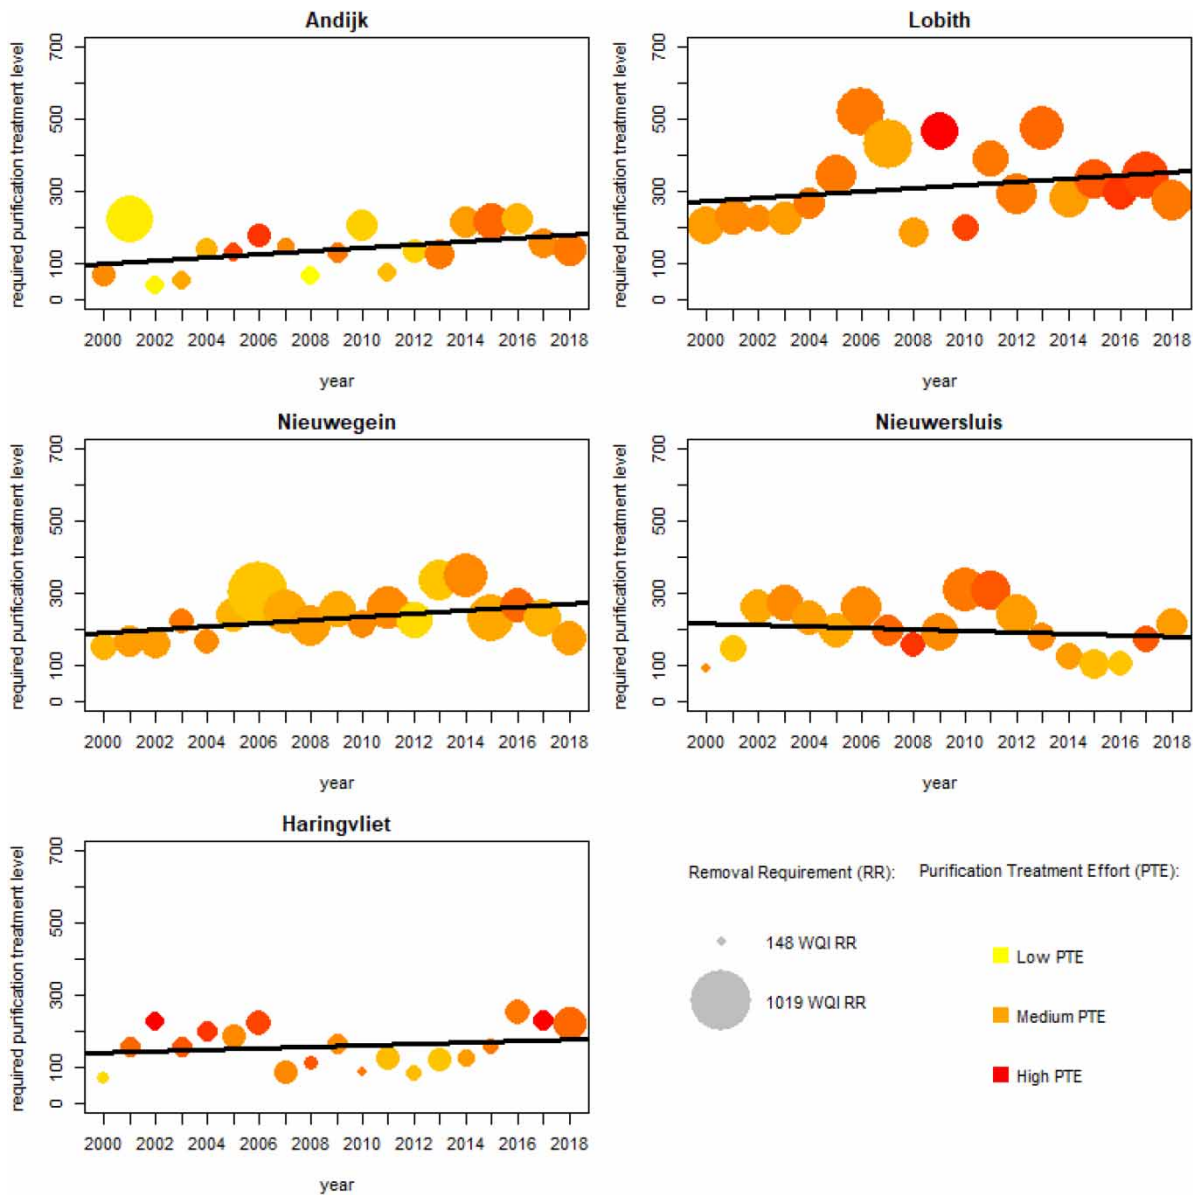 Andijk
required purification treatment level
700
500
300
100
0
2000 2002 2004 2006 2008 2010 2012 2014 2016 2018
year
Lobith
required purification treatment level
700
500
300
100
0
2000 2002 2004 2006 2008 2010 2012 2014 2016 2018
year
Nieuwegein
required purification treatment level
700
500
300
100
0
2000 2002 2004 2006 2008 2010 2012 2014 2016 2018
year
Nieuwersluis
required purification treatment level
700
500
300
100
0
2000 2002 2004 2006 2008 2010 2012 2014 2016 2018
year
Haringvliet
required purification treatment level
700
500
300
100
0
2000 2002 2004 2006 2008 2010 2012 2014 2016 2018
year
Removal Requirement (RR):
148 WQI RR
1019 WQI RR
Purification Treatment Effort (PTE):
Low PTE
Medium PTE
High PTE